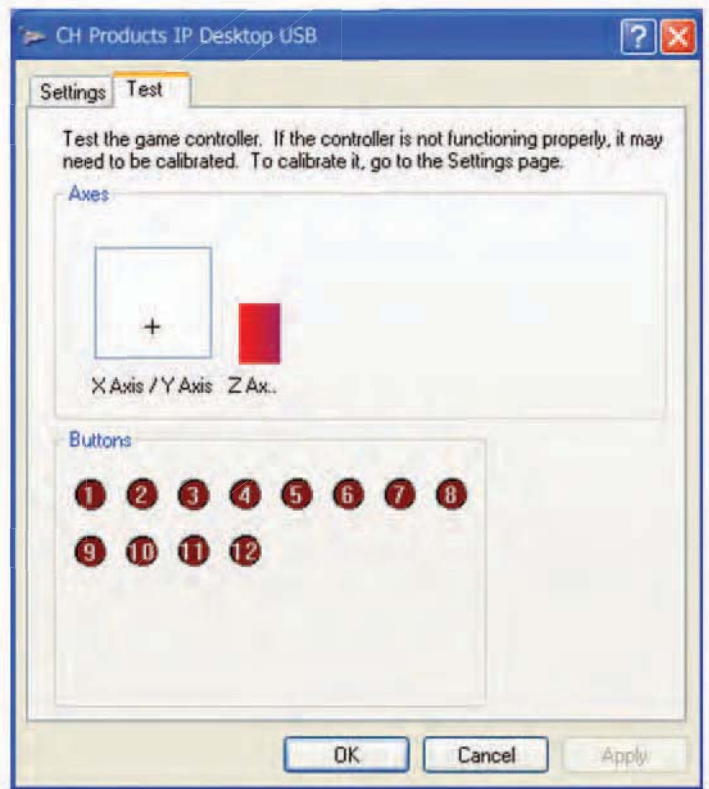 CH Products IP Desktop USB
?
X
Settings
Test
Test the game controller. If the controller is not functioning properly, it may
need to be calibrated. To calibrate it, go to the Settings page.
Axes
X Axis / Y Axis
Z Ax..
Buttons
1 2 3 4 5 6 7 8
9 10 11 12
OK
Cancel
Apply